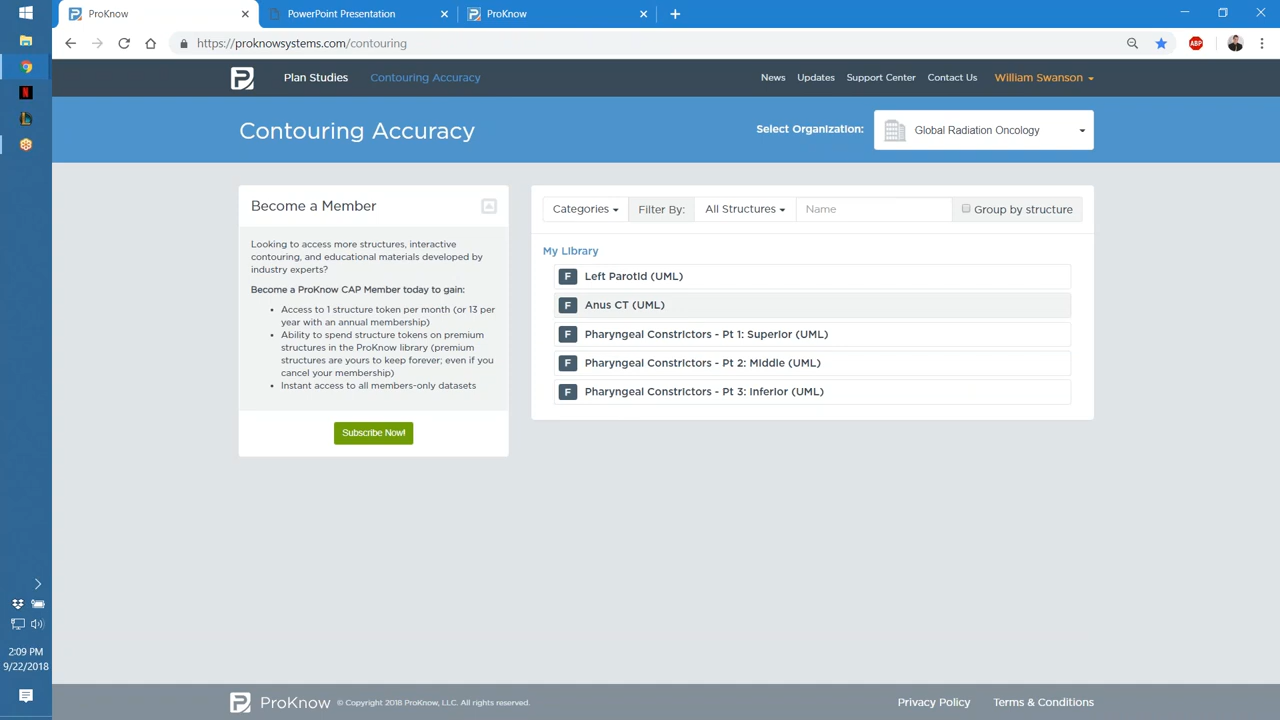 ProKnow
PowerPoint Presentation
ProKnow
https://proknowsystems.com/contouring
ABP
Plan Studies
Contouring Accuracy
News
Updates
Support Center
Contact Us
William Swanson
Contouring Accuracy
Select Organization:
Global Radiation Oncology
Become a Member
Looking to access more structures, interactive
contouring, and educational materials developed by
industry experts?
Become a ProKnow CAP Member today to gain:
Access to 1 structure token per month (or 13 per
year with an annual membership)
Ability to spend structure tokens on premium
structures in the ProKnow library (premium
structures are yours to keep forever; even if you
cancel your membership)
Instant access to all members-only datasets
Subscribe Now!
Categories
Filter By:
All Structures
Name
Group by structure
My Library
F Left Parotid (UML)
F Anus CT (UML)
F Pharyngeal Constrictors - Pt 1: Superior (UML)
F Pharyngeal Constrictors - Pt 2: Middle (UML)
F Pharyngeal Constrictors - Pt 3: Inferior (UML)
2:09 PM
9/22/2018
ProKnow
© Copyright 2018 ProKnow, LLC. All rights reserved.
Privacy Policy
Terms & Conditions